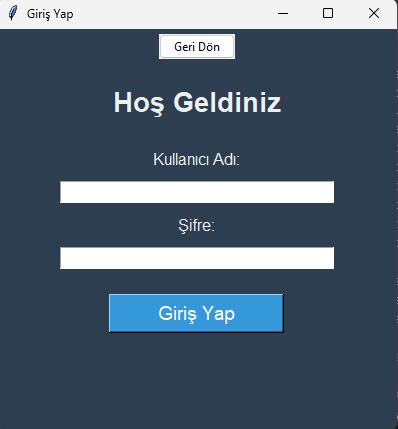 Giriş Yap
Geri Dön
Hoş Geldiniz
Kullanıcı Adı:
Şifre:
Giriş Yap